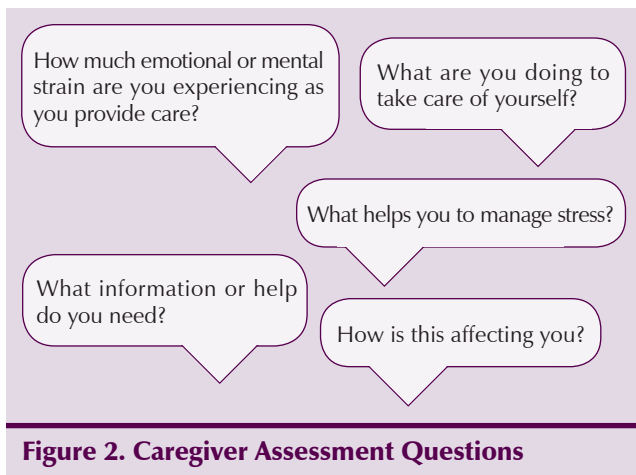 How much emotional or mental
strain are you experiencing as
you provide care?
What are you doing to
take care of yourself?
What helps you to manage stress?
What information or help
do you need?
How is this affecting you?
Figure 2. Caregiver Assessment Questions